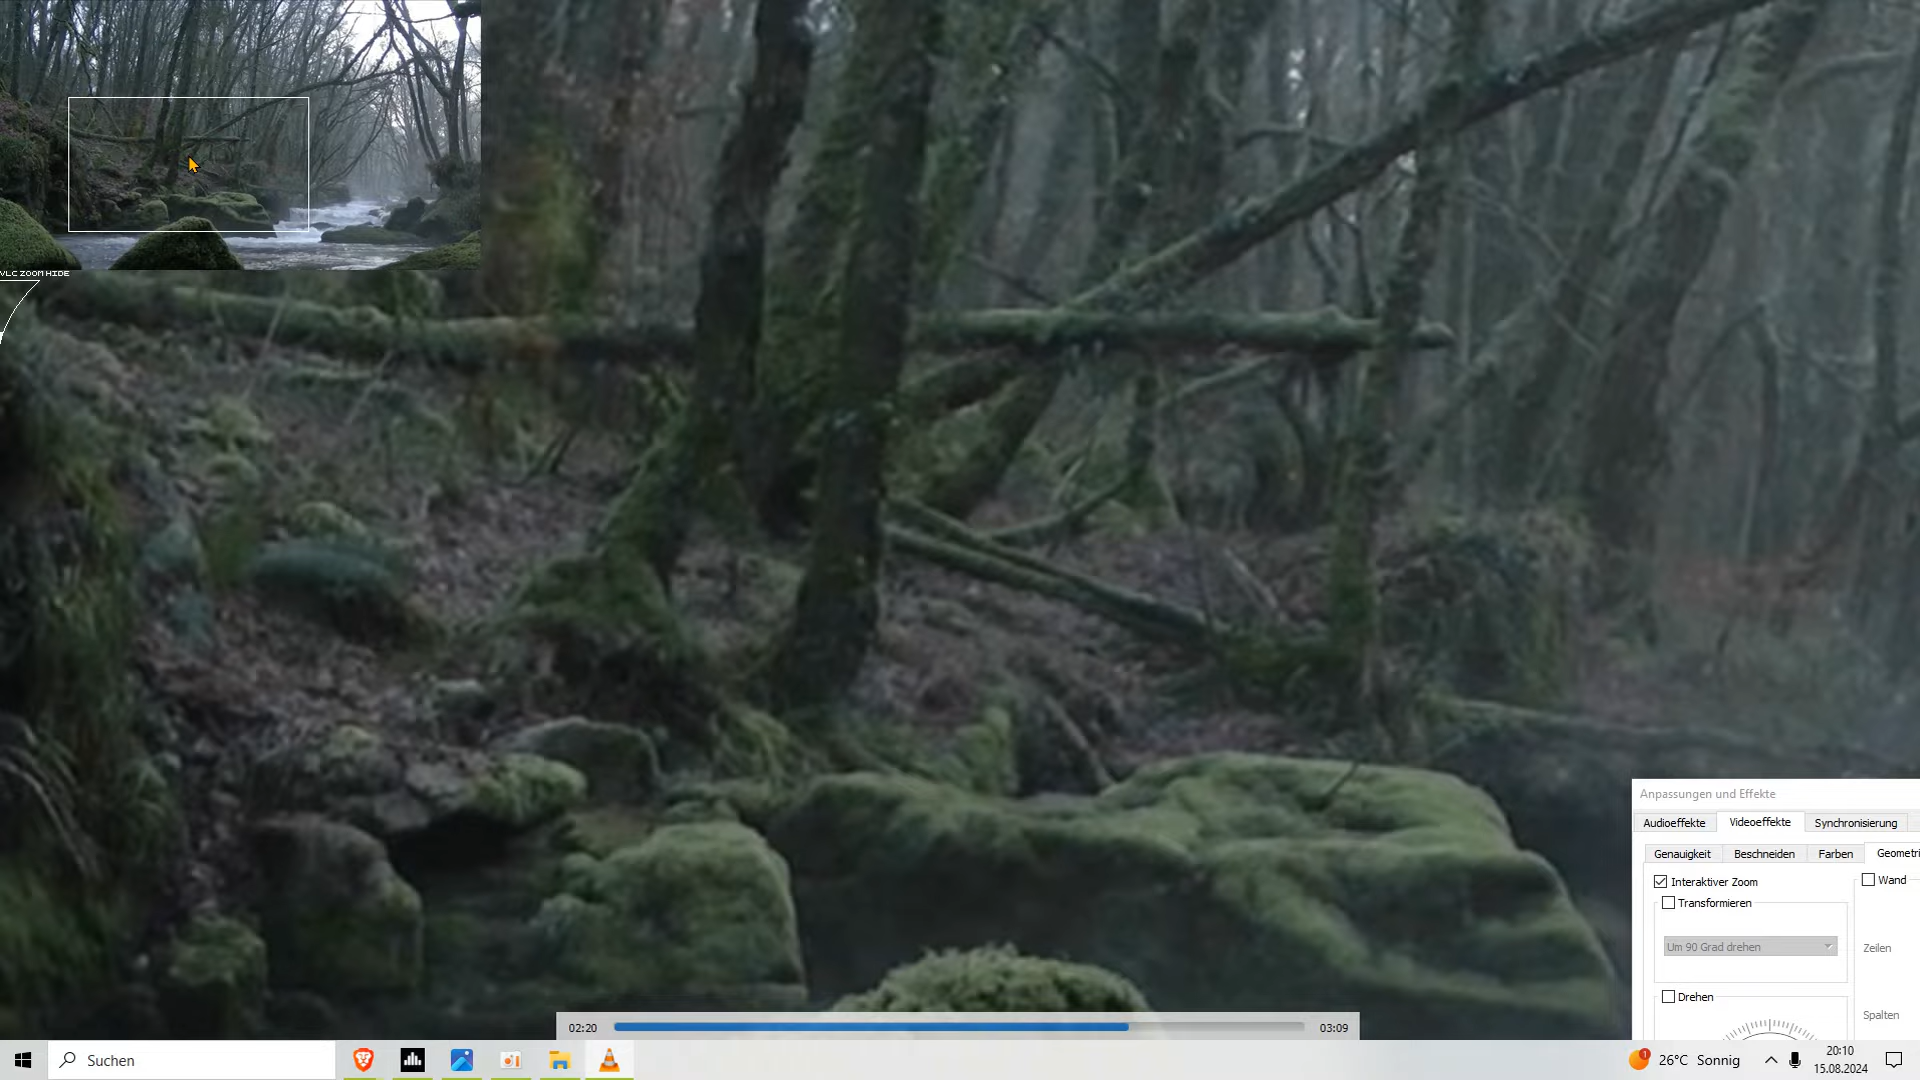 VLC ZOOM HIDE
Anpassungen und Effekte
Audioeffekte Videoeffekte Synchronisierung
Genauigkeit Beschneiden Farben Geometri
Interaktiver Zoom
Wand
Transformieren
Um 90 Grad drehen
Zeilen
Drehen
Spalten
02:20 03:09
Suchen
1
26°C Sonnig
20:10
15.08.2024